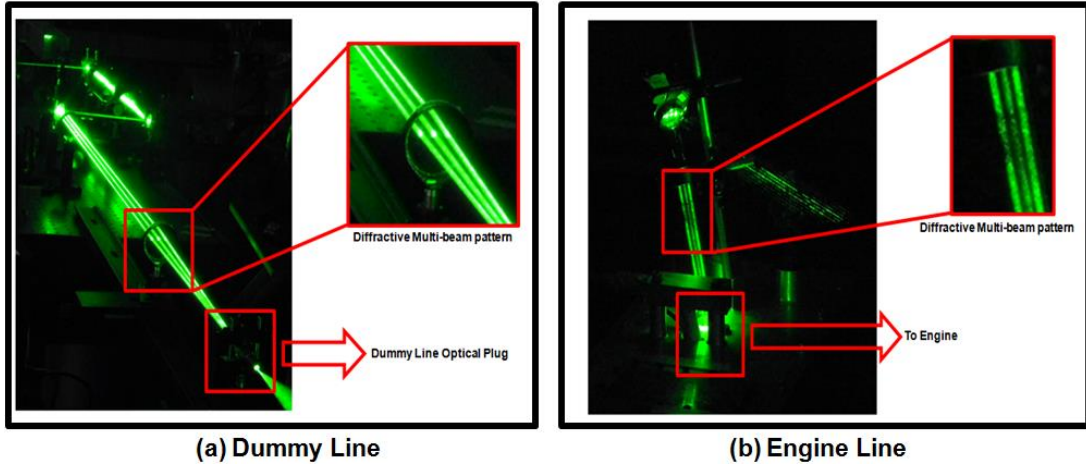 Diffractive Multi-beam pattern
Dummy Line Optical Plug
(a) Dummy Line
Diffractive Multi-beam pattern
To Engine
(b) Engine Line